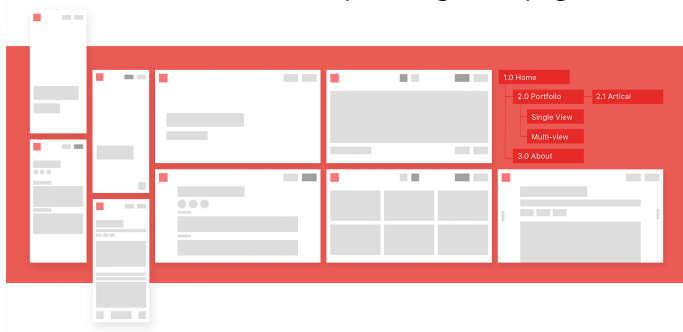 1.0 Home
2.0 Portfolio
2.1 Artical
Single View
Multi-view
3.0 About